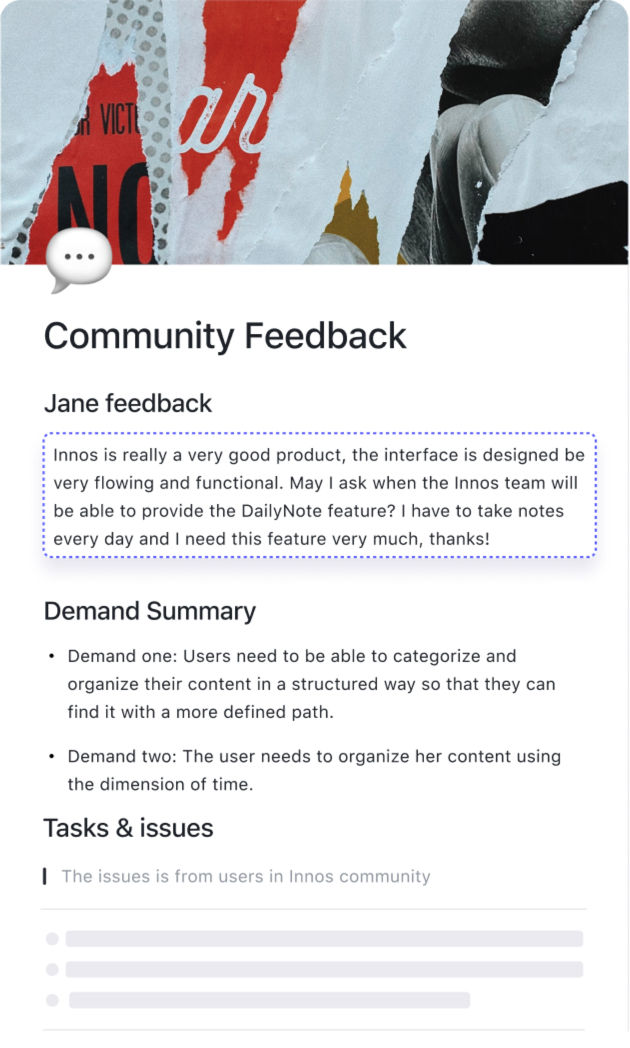 ar
VICT
NO
Community Feedback
Jane feedback
Innos is really a very good product, the interface is designed be
very flowing and functional. May I ask when the Innos team will
be able to provide the DailyNote feature? I have to take notes
every day and I need this feature very much, thanks!
Demand Summary
• Demand one: Users need to be able to categorize and
organize their content in a structured way so that they can
find it with a more defined path.
• Demand two: The user needs to organize her content using
the dimension of time.
Tasks & issues
The issues is from users in Innos community